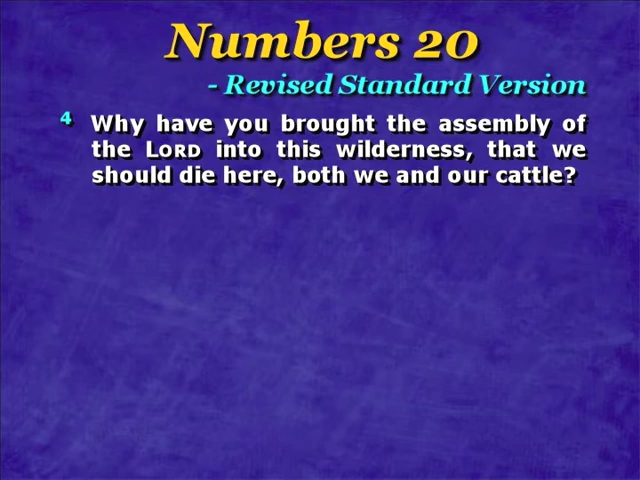 Numbers 20
- Revised Standard Version
4 Why have you brought the assembly of
the LORD into this wilderness, that we
should die here, both we and our cattle?